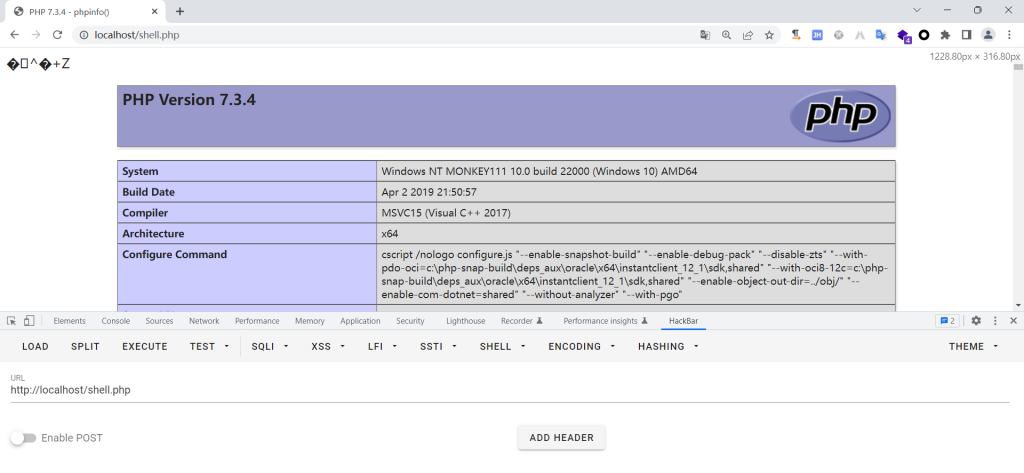 PHP 7.3.4 - phpinfo()
localhost/shell.php
4
1228.80px × 316.80px
�▯^�+Z
PHP Version 7.3.4
php
System Windows NT MONKEY111 10.0 build 22000 (Windows 10) AMD64
Build Date Apr 2 2019 21:50:57
Compiler MSVC15 (Visual C++ 2017)
Architecture x64
Configure Command cscript /nologo configure.js "--enable-snapshot-build" "--enable-debug-pack" "--disable-zts" "--with-
pdo-oci=c:\php-snap-build\deps_aux\oracle\x64\instantclient_12_1\sdk,shared" "--with-oci8-12c=c:\php-
snap-build\deps_aux\oracle\x64\instantclient_12_1\sdk,shared" "--enable-object-out-dir=../obj/" "--
enable-com-dotnet=shared" "--without-analyzer" "--with-pgo"
Elements Console Sources Network Performance Memory Application Security Lighthouse Recorder Performance insights HackBar 2
LOAD SPLIT EXECUTE TEST SQLI XSS LFI SSTI SHELL ENCODING HASHING THEME
URL
http://localhost/shell.php
Enable POST ADD HEADER